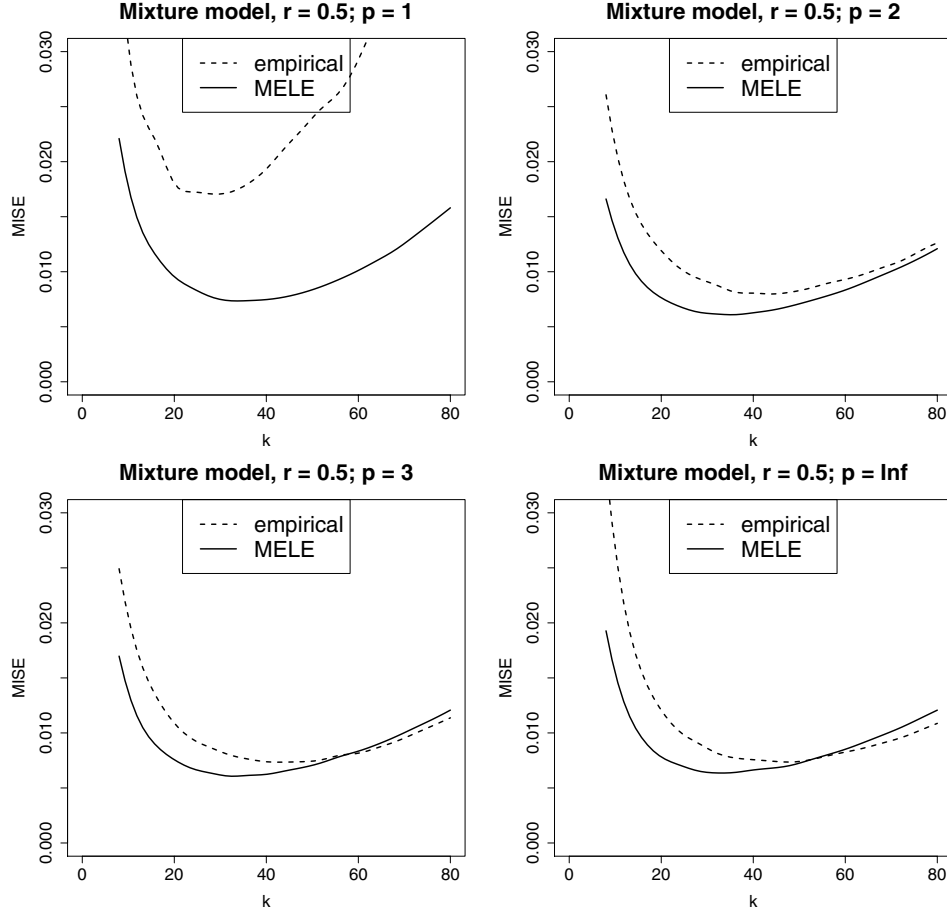 Mixture model, r = 0.5; p = 1
empirical
MELE
MISE
0.000
0.010
0.020
0.030
0
20
40
60
80
k
Mixture model, r = 0.5; p = 2
empirical
MELE
MISE
0.000
0.010
0.020
0.030
0
20
40
60
80
k
Mixture model, r = 0.5; p = 3
empirical
MELE
MISE
0.000
0.010
0.020
0.030
0
20
40
60
80
k
Mixture model, r = 0.5; p = Inf
empirical
MELE
MISE
0.000
0.010
0.020
0.030
0
20
40
60
80
k